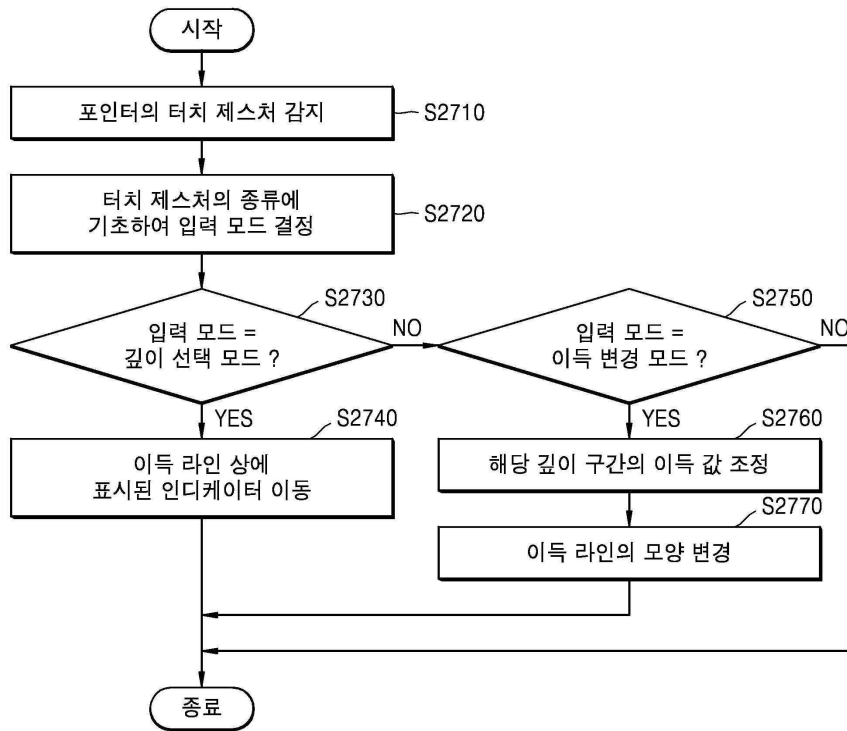 시작
포인터의 터치 제스처 감지
S2710
터치 제스처의 종류에
기초하여 입력 모드 결정
S2720
S2730
입력 모드 =
깊이 선택 모드 ?
NO
YES
S2740
이득 라인 상에
표시된 인디케이터 이동
S2750
입력 모드 =
이득 변경 모드 ?
NO
YES
S2760
해당 깊이 구간의 이득 값 조정
S2770
이득 라인의 모양 변경
종료